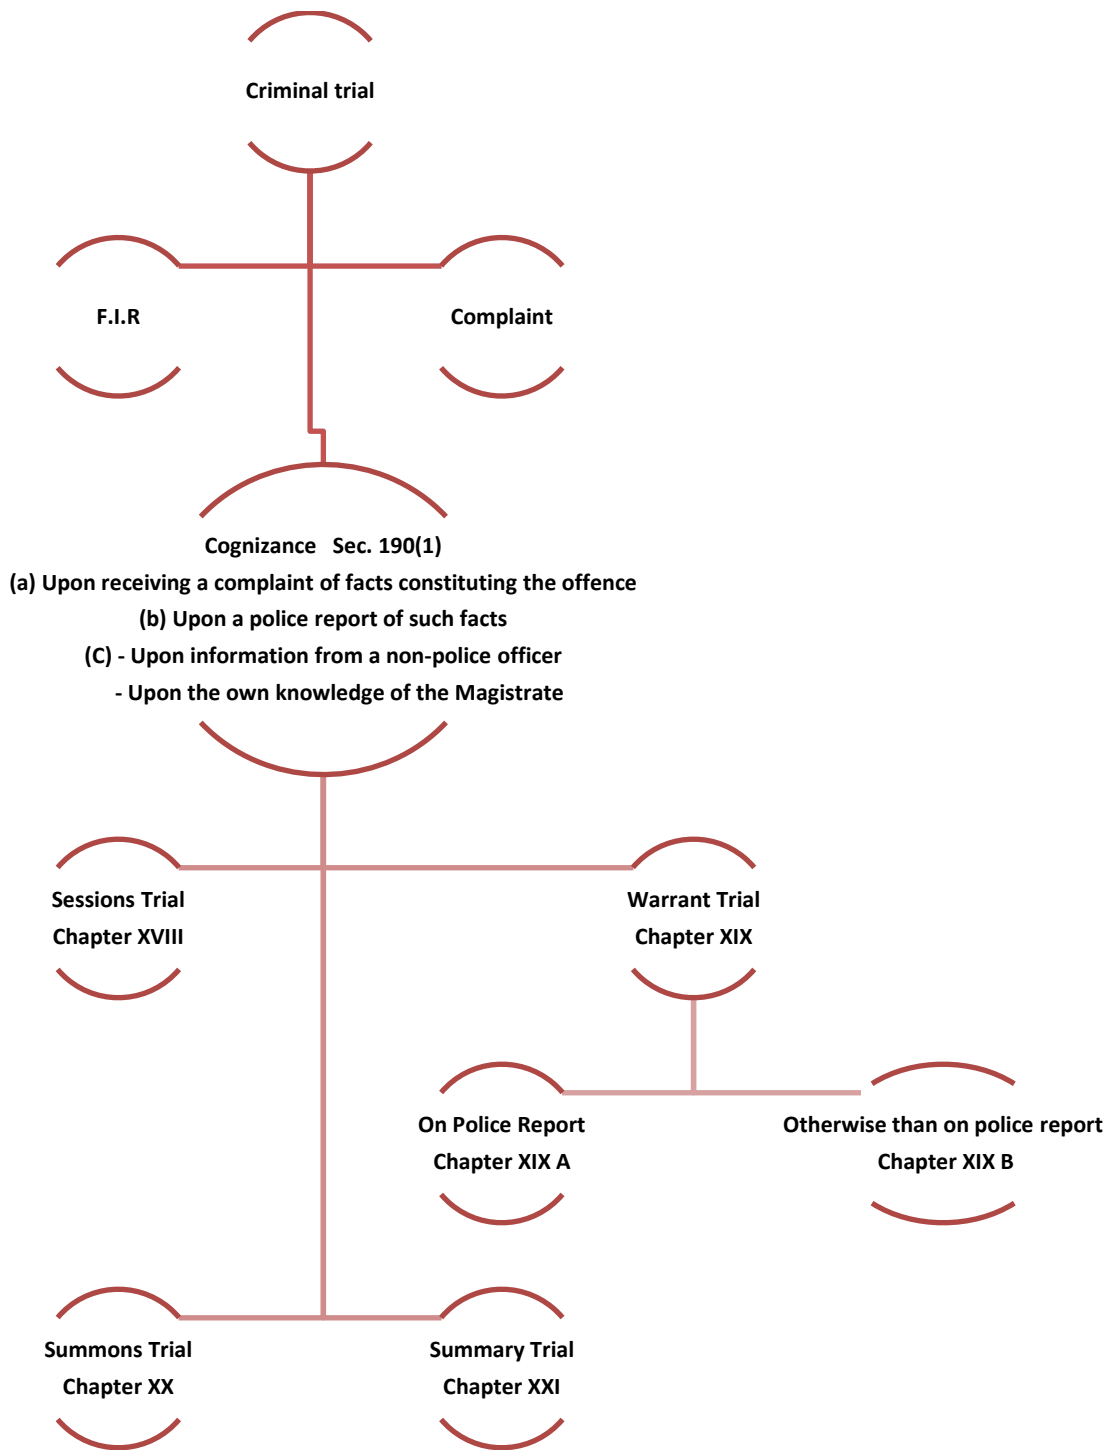 Criminal trial
F.I.R
Complaint
Cognizance Sec. 190(1)
(a) Upon receiving a complaint of facts constituting the offence
(b) Upon a police report of such facts
(C) - Upon information from a non-police officer
- Upon the own knowledge of the Magistrate
Sessions Trial
Chapter XVIII
Warrant Trial
Chapter XIX
On Police Report
Chapter XIX A
Otherwise than on police report
Chapter XIX B
Summons Trial
Chapter XX
Summary Trial
Chapter XXI